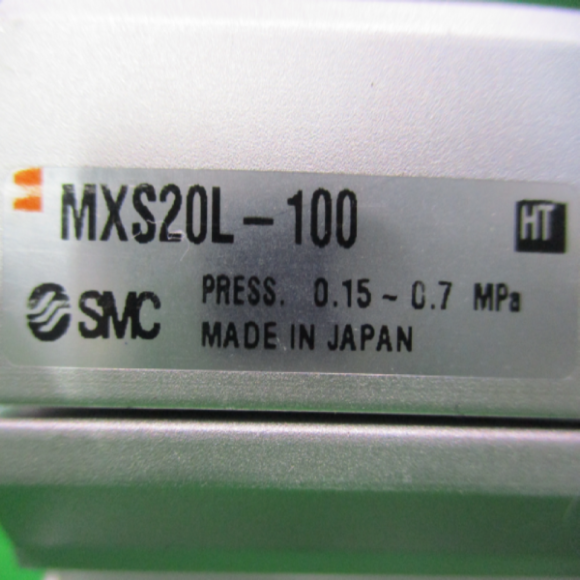 MXS20L-100
HT
SMC
PRESS. 0.15~0.7 MPa
MADE IN JAPAN